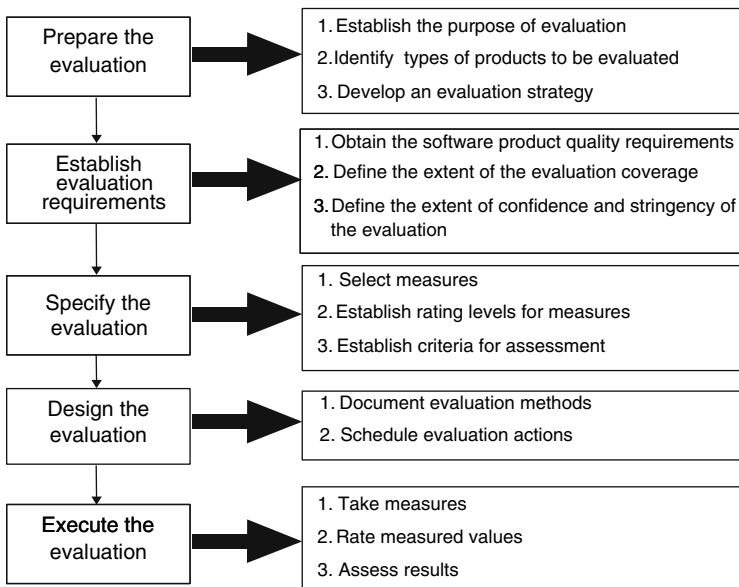 Prepare the
evaluation
1. Establish the purpose of evaluation
2.Identify types of products to be evaluated
3. Develop an evaluation strategy
Establish
evaluation
requirements
1. Obtain the software product quality requirements
2. Define the extent of the evaluation coverage
3. Define the extent of confidence and stringency of
the evaluation
Specify the
evaluation
1. Select measures
2. Establish rating levels for measures
3. Establish criteria for assessment
Design the
evaluation
1. Document evaluation methods
2. Schedule evaluation actions
Execute the
evaluation
1. Take measures
2. Rate measured values
3. Assess results